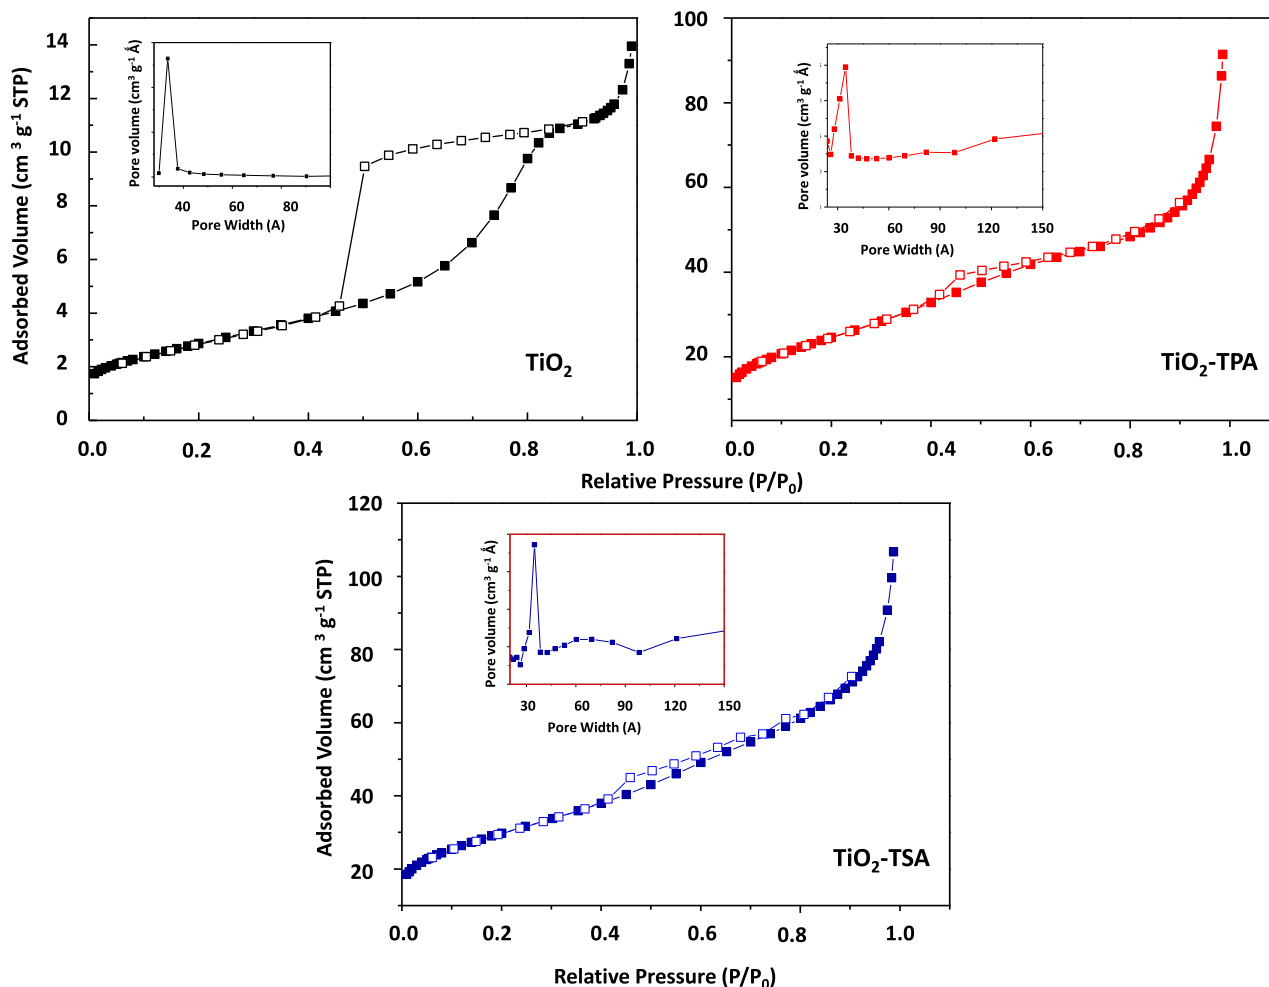 14
12
10
8
6
4
2
0
Adsorbed Volume (cm ³ g⁻¹ STP)
Pore volume (cm³ g⁻¹ Å)
40 60 80
Pore Width (A)
TiO₂
0.0 0.2 0.4 0.6 0.8 1.0
100
80
60
40
20
Pore volume (cm³ g⁻¹ Å)
30 60 90 120 150
Pore Width (A)
TiO₂-TPA
0.0 0.2 0.4 0.6 0.8 1.0
Relative Pressure (P/P₀)
120
100
80
60
40
20
Adsorbed Volume (cm ³ g⁻¹ STP)
Pore volume (cm³ g⁻¹ Å)
30 60 90 120 150
Pore Width (A)
TiO₂-TSA
0.0 0.2 0.4 0.6 0.8 1.0
Relative Pressure (P/P₀)